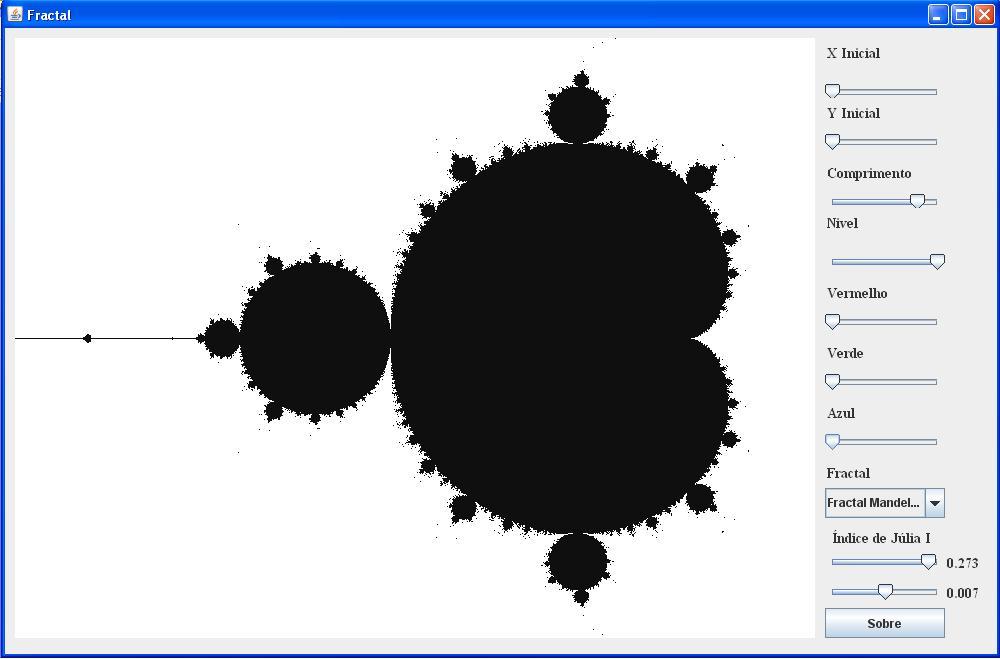 Fractal
X Inicial
Y Inicial
Comprimento
Nivel
Vermelho
Verde
Azul
Fractal
Fractal Mandel...
Índice de Júlia I
0.273
0.007
Sobre